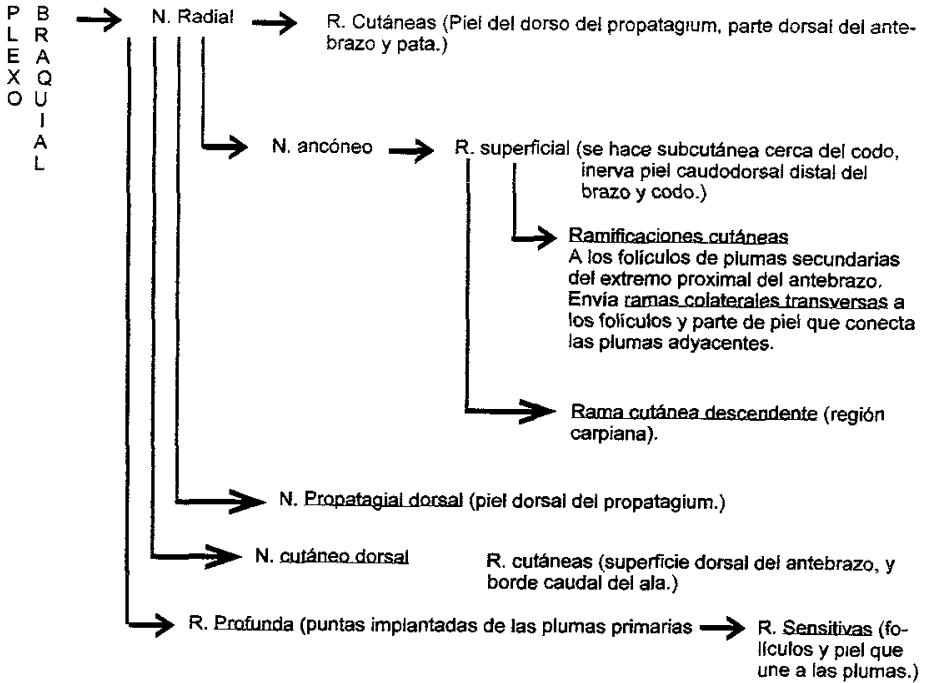 PLEXO
BRAQUIAL
N. Radial
R. Cutáneas (Piel del dorso del propatagium, parte dorsal del ante-
brazo y pata.)
N. ancóneo
R. superficial (se hace subcutánea cerca del codo,
inerva piel caudodorsal distal del
brazo y codo.)
Ramificaciones cutáneas
A los folículos de plumas secundarias
del extremo proximal del antebrazo.
Envía ramas colaterales transversas a
los folículos y parte de piel que conecta
las plumas adyacentes.
Rama cutánea descendente (región
carpiana).
N. Propatagial dorsal (piel dorsal del propatagium.)
N. cutáneo dorsal
R. cutáneas (superficie dorsal del antebrazo, y
borde caudal del ala.)
R. Profunda (puntas implantadas de las plumas primarias
R. Sensitivas (fo-
lículos y piel que
une a las plumas.)